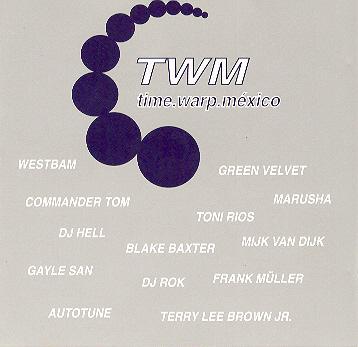 TWM
time.warp.méxico
WESTBAM
GREEN VELVET
COMMANDER TOM
MARUSHA
TONI RIOS
DJ HELL
BLAKE BAXTER
MIJK VAN DIJK
GAYLE SAN
DJ ROK
FRANK MÜLLER
AUTOTUNE
TERRY LEE BROWN JR.